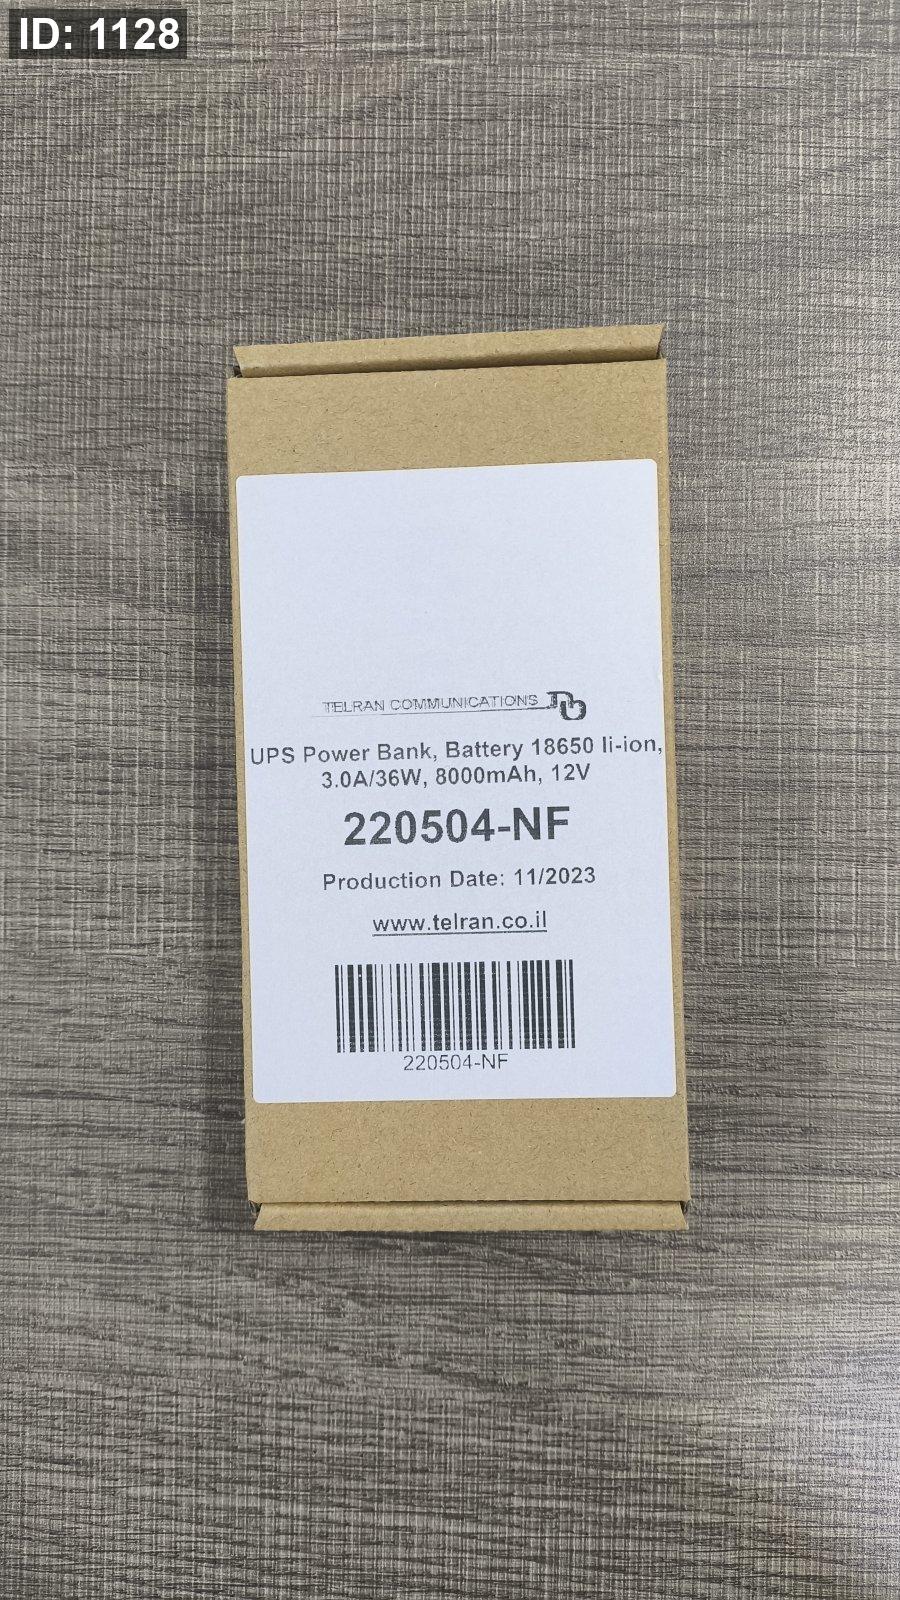 ID: 1128
TELRAN COMMUNICATIONS
UPS Power Bank, Battery 18650 li-ion,
3.0A/36W, 8000mAh, 12V
220504-NF
Production Date: 11/2023
www.telran.co.il
220504-NF